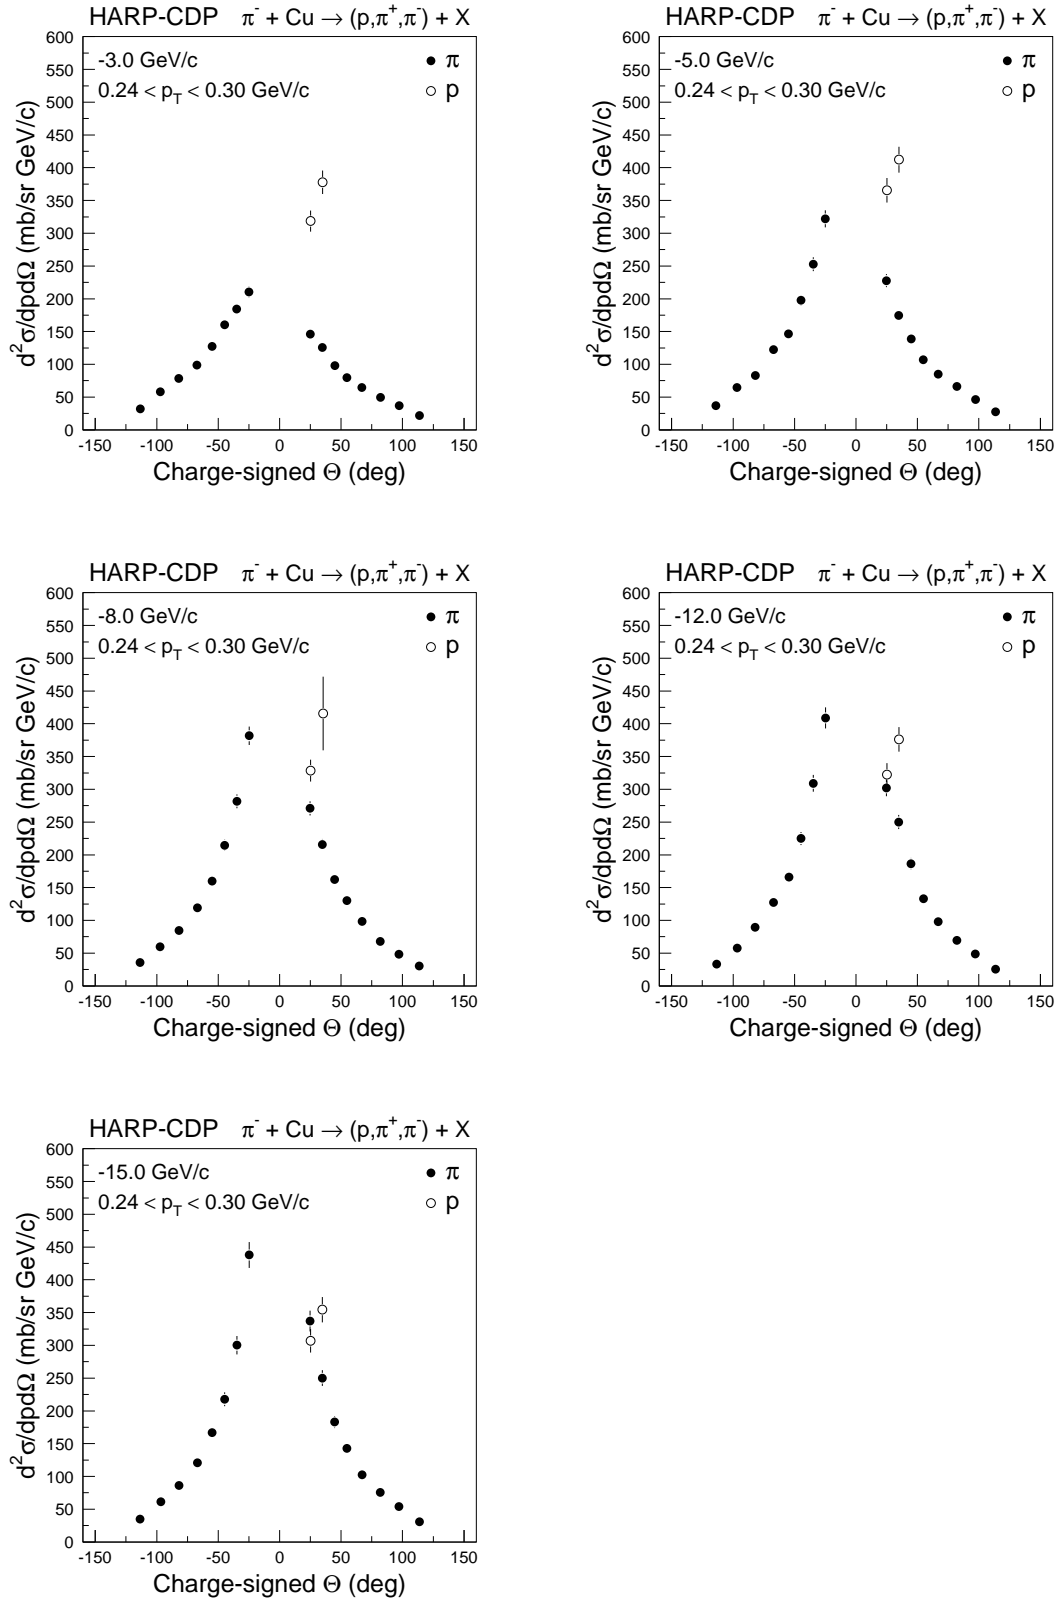 HARP-CDP π⁻ + Cu → (p,π⁺,π⁻) + X
-3.0 GeV/c
0.24 < p_T < 0.30 GeV/c
π
p
d²σ/dpdΩ (mb/sr GeV/c)
600
550
500
450
400
350
300
250
200
150
100
50
0
-150 -100 -50 0 50 100 150
Charge-signed Θ (deg)
HARP-CDP π⁻ + Cu → (p,π⁺,π⁻) + X
-5.0 GeV/c
0.24 < p_T < 0.30 GeV/c
π
p
d²σ/dpdΩ (mb/sr GeV/c)
600
550
500
450
400
350
300
250
200
150
100
50
0
-150 -100 -50 0 50 100 150
Charge-signed Θ (deg)
HARP-CDP π⁻ + Cu → (p,π⁺,π⁻) + X
-8.0 GeV/c
0.24 < p_T < 0.30 GeV/c
π
p
d²σ/dpdΩ (mb/sr GeV/c)
600
550
500
450
400
350
300
250
200
150
100
50
0
-150 -100 -50 0 50 100 150
Charge-signed Θ (deg)
HARP-CDP π⁻ + Cu → (p,π⁺,π⁻) + X
-12.0 GeV/c
0.24 < p_T < 0.30 GeV/c
π
p
d²σ/dpdΩ (mb/sr GeV/c)
600
550
500
450
400
350
300
250
200
150
100
50
0
-150 -100 -50 0 50 100 150
Charge-signed Θ (deg)
HARP-CDP π⁻ + Cu → (p,π⁺,π⁻) + X
-15.0 GeV/c
0.24 < p_T < 0.30 GeV/c
π
p
d²σ/dpdΩ (mb/sr GeV/c)
600
550
500
450
400
350
300
250
200
150
100
50
0
-150 -100 -50 0 50 100 150
Charge-signed Θ (deg)